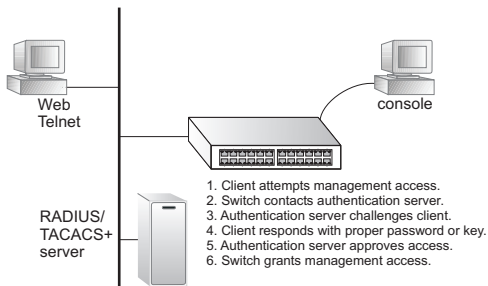 Web
Telnet
console
RADIUS/
TACACS+
server
1. Client attempts management access.
2. Switch contacts authentication server.
3. Authentication server challenges client.
4. Client responds with proper password or key.
5. Authentication server approves access.
6. Switch grants management access.